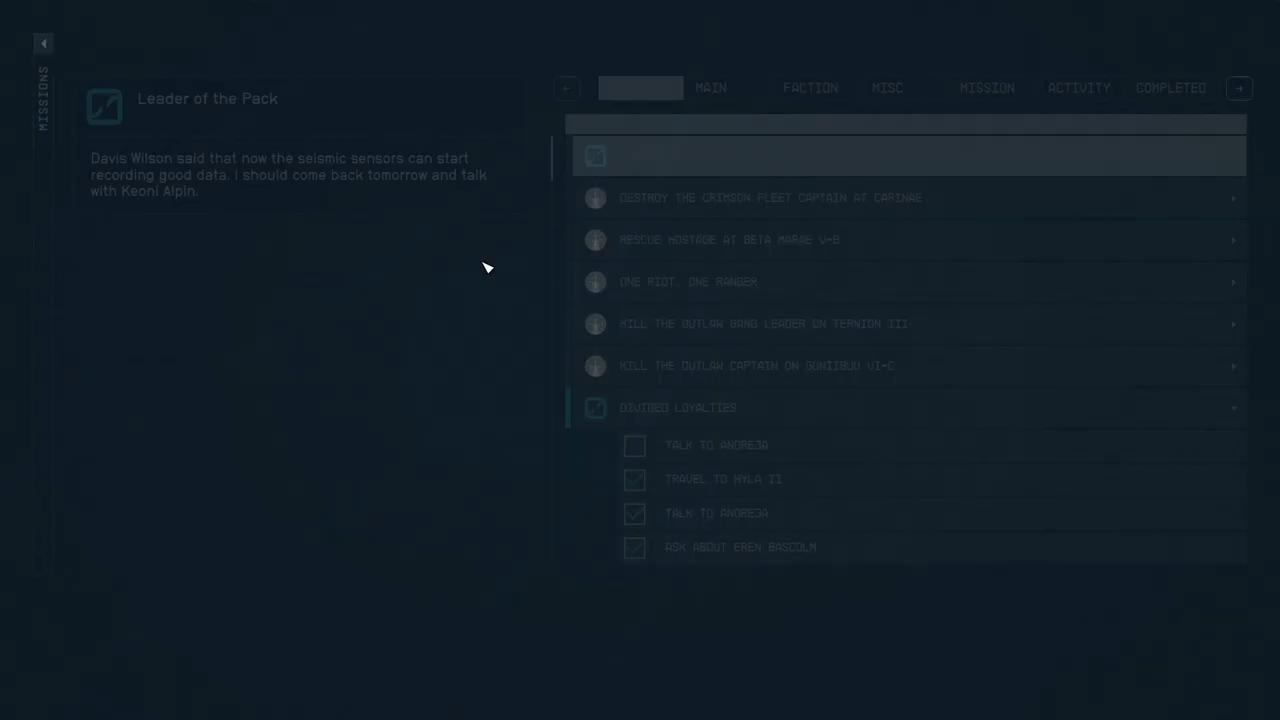 MISSIONS
Leader of the Pack
Davis Wilson said that now the seismic sensors can start
recording good data. I should come back tomorrow and talk
with Keoni Alpin.
MAIN FACTION MISC MISSION ACTIVITY COMPLETED
DESTROY THE CRIMSON FLEET CAPTAIN AT CARINAE
RESCUE HOSTAGE AT BETA MARAE V-B
ONE RIOT, ONE RANGER
KILL THE OUTLAW GANG LEADER ON TERNION III
KILL THE OUTLAW CAPTAIN ON GUNIIBUU VI-C
DIVIDED LOYALTIES
TALK TO ANDREJA
TRAVEL TO HYLA II
TALK TO ANDREJA
ASK ABOUT EREN BASCOLM